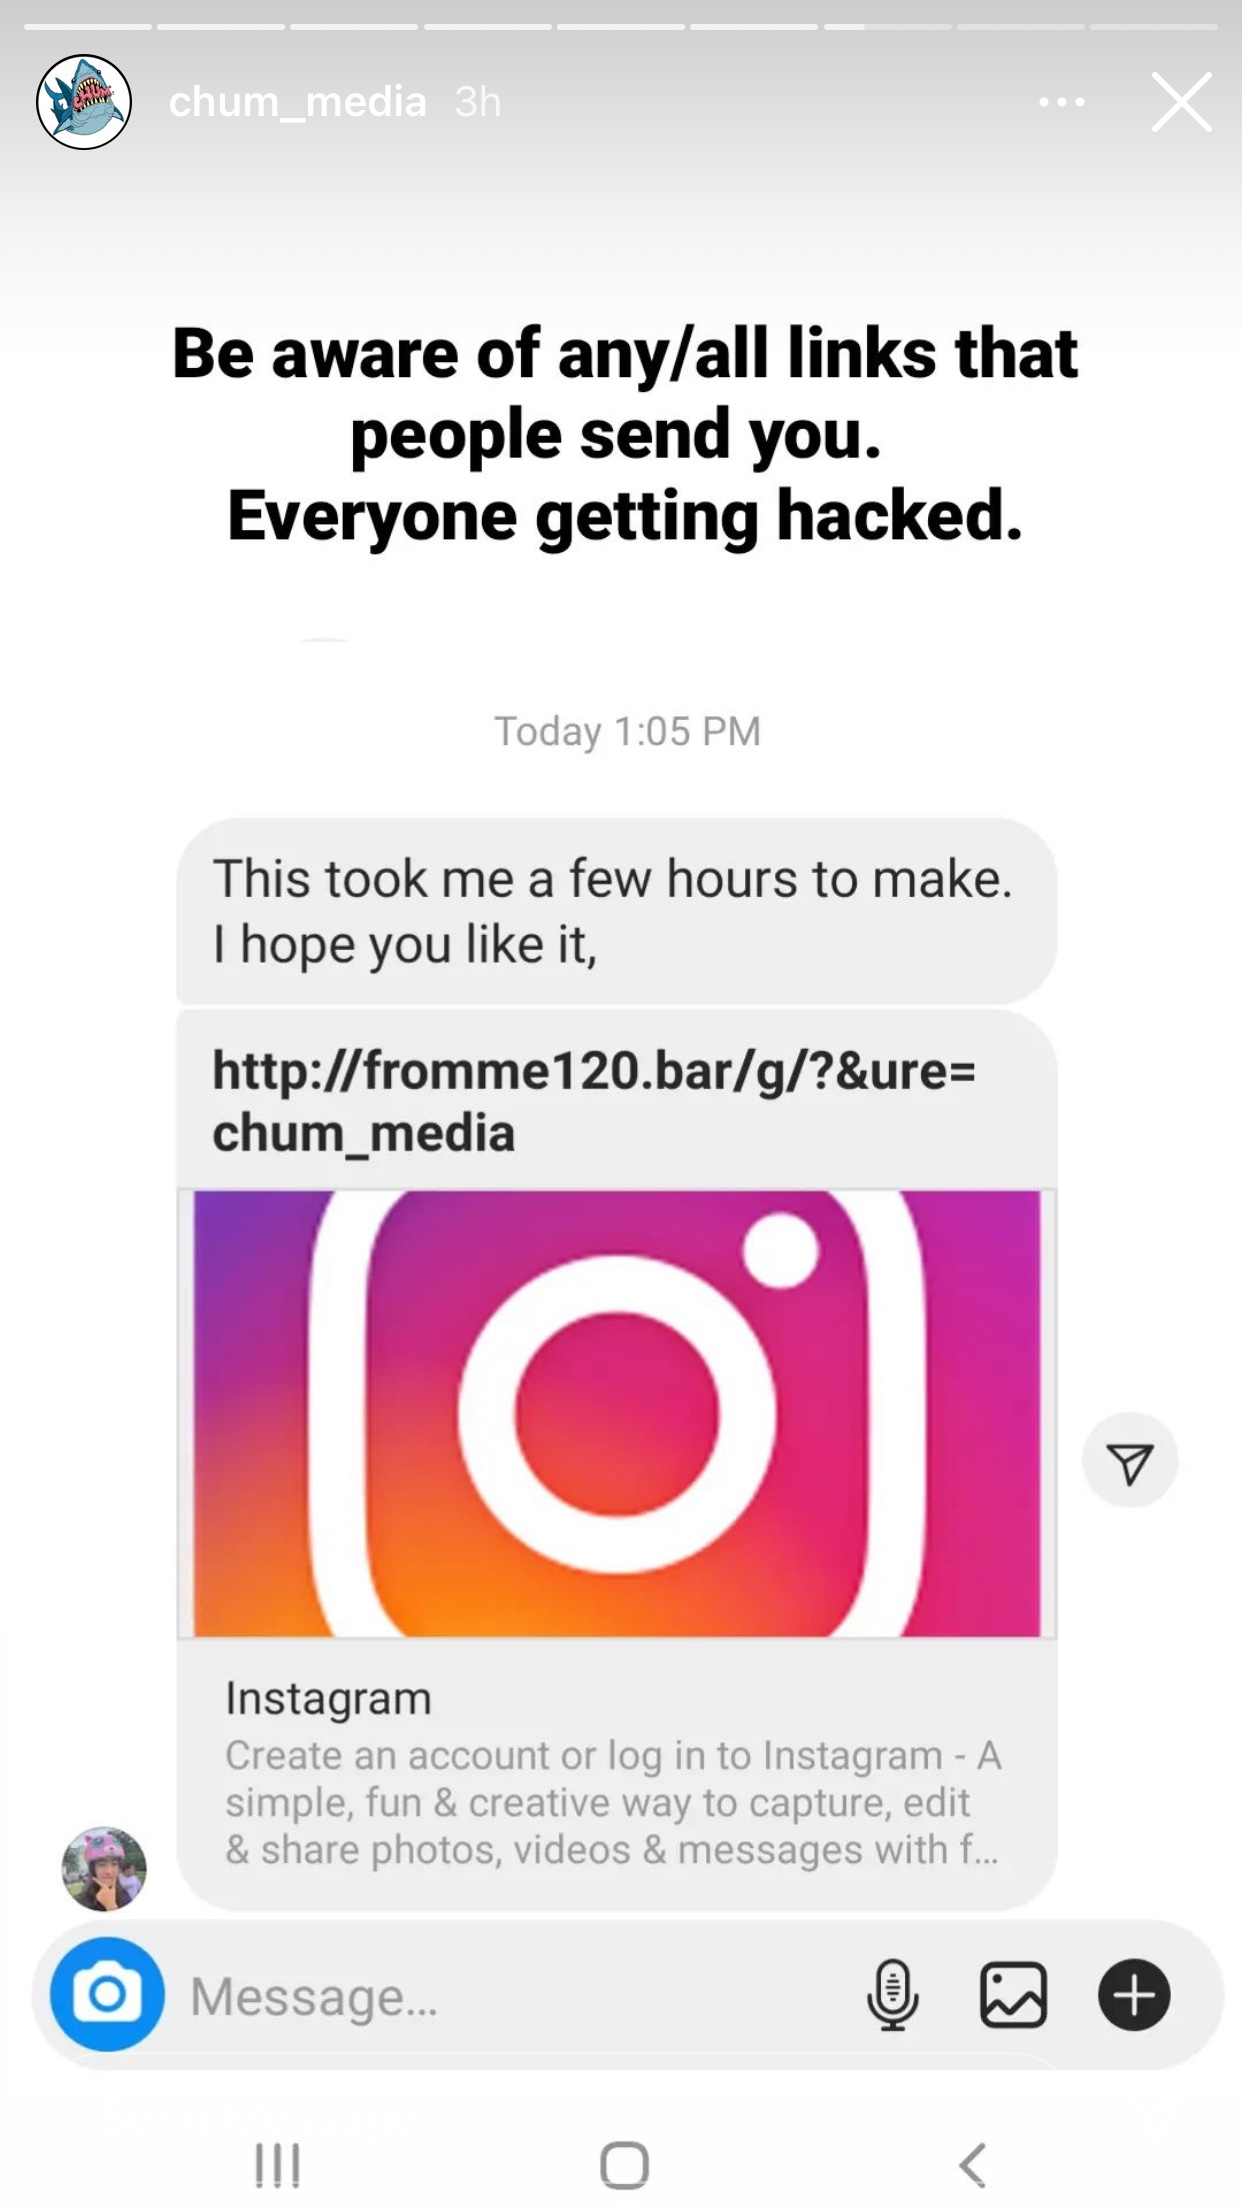 chum_media 3h
Be aware of any/all links that
people send you.
Everyone getting hacked.
Today 1:05 PM
This took me a few hours to make.
I hope you like it,
http://fromme120.bar/g/?&ure=
chum_media
Instagram
Create an account or log in to Instagram - A
simple, fun & creative way to capture, edit
& share photos, videos & messages with f...
Message...